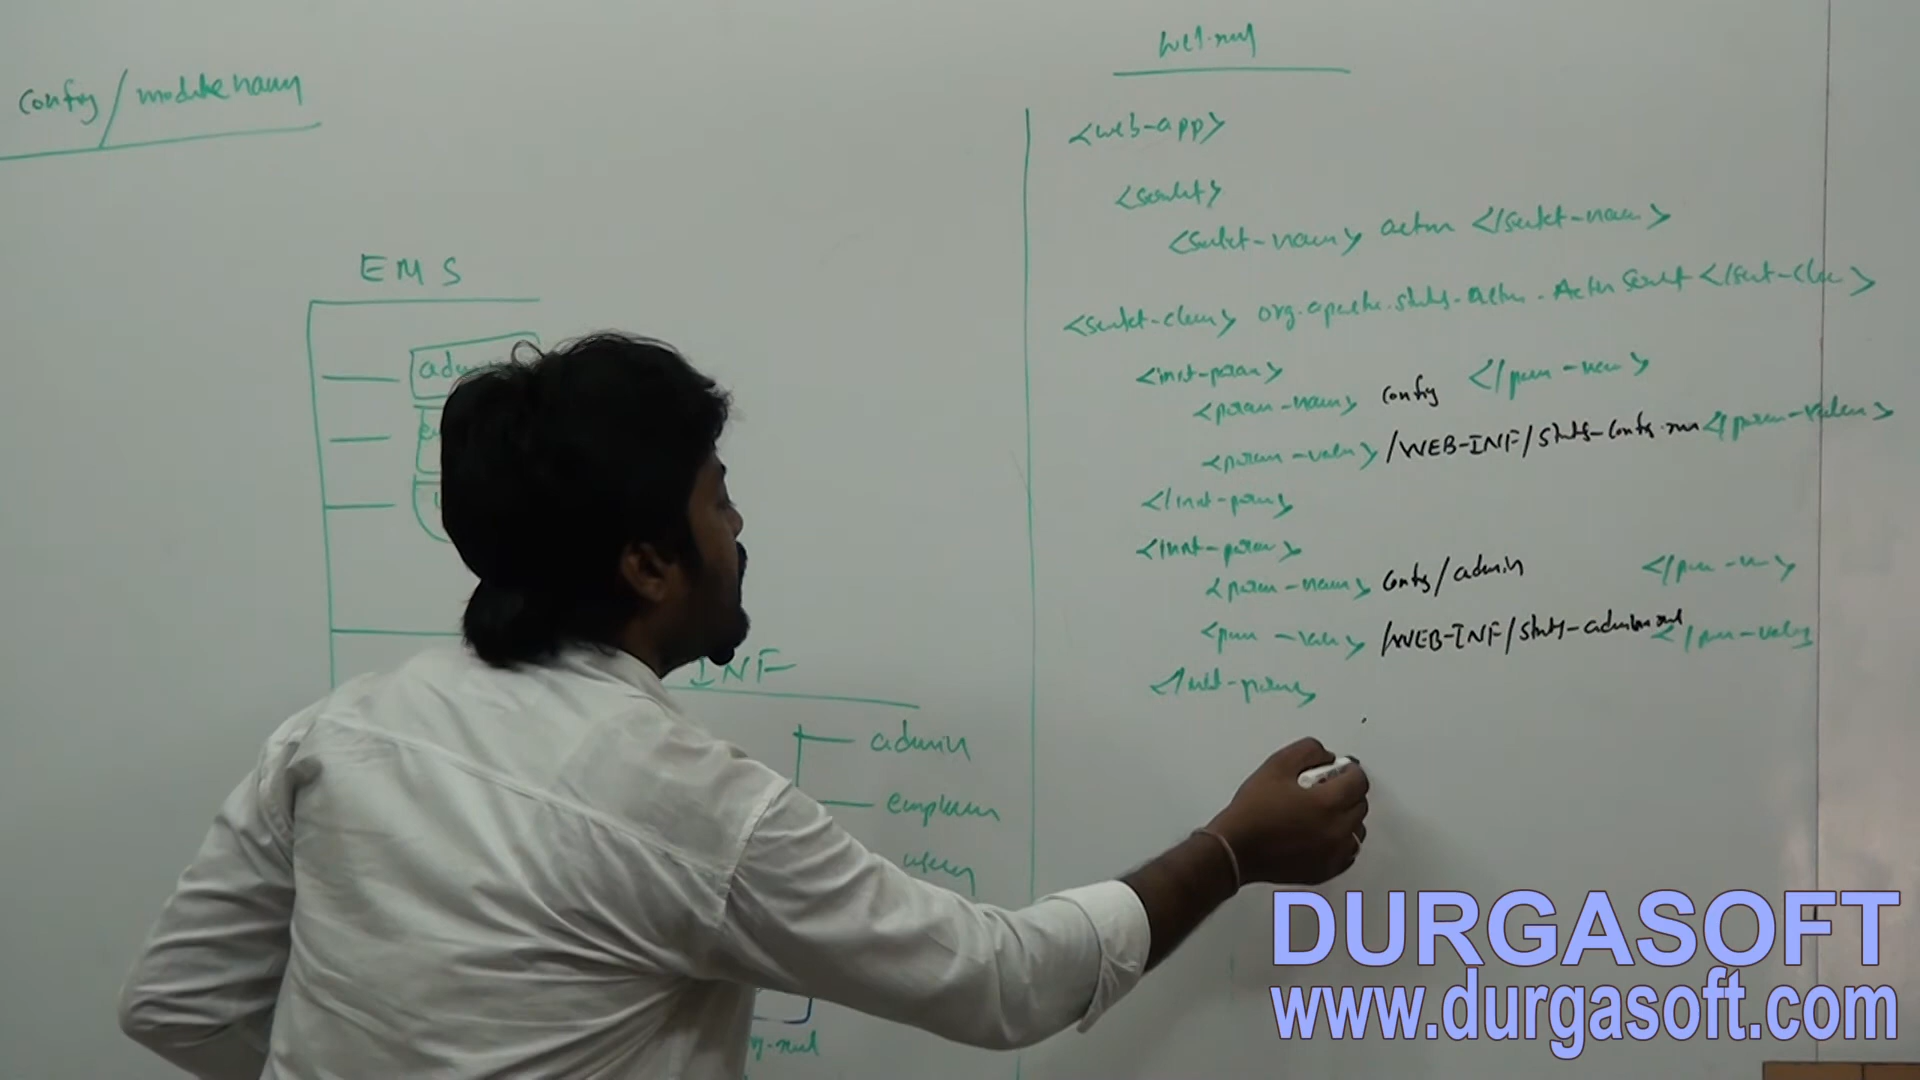 config/modulename
EMS
admin
INF
admin
employee
users
web.xml
<web-app>
<servlet>
<servlet-name> action </servlet-name>
<servlet-class> org.apache.struts.action.ActionServlet </servlet-class>
<init-param>
<param-name> config </param-name>
<param-value> /WEB-INF/struts-config.xml </param-value>
</init-param>
<init-param>
<param-name> config/admin </param-name>
<param-value> /WEB-INF/struts-admin.xml </param-value>
</init-param>
DURGASOFT
www.durgasoft.com